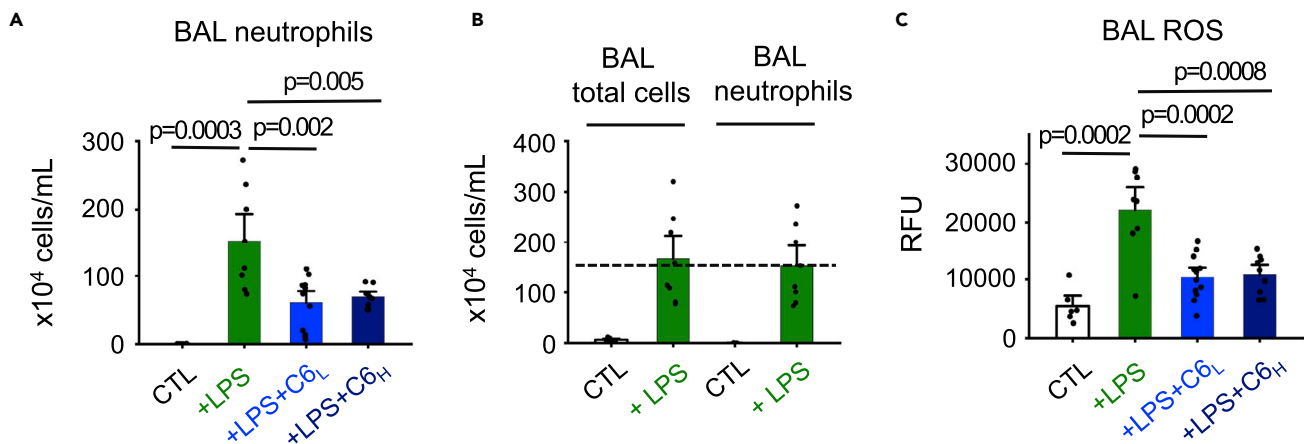 A
BAL neutrophils
p=0.005
p=0.0003
p=0.002
x10⁴ cells/mL
300
200
100
0
CTL
+LPS
+LPS+C6L
+LPS+C6H
B
BAL
total cells
BAL
neutrophils
x10⁴ cells/mL
400
300
200
100
0
CTL
+ LPS
CTL
+ LPS
C
BAL ROS
p=0.0008
p=0.0002
p=0.0002
RFU
30000
20000
10000
0
CTL
+LPS
+LPS+C6L
+LPS+C6H